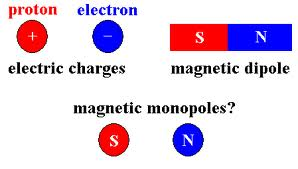 proton electron
+ −
S N
electric charges magnetic dipole
magnetic monopoles?
S N